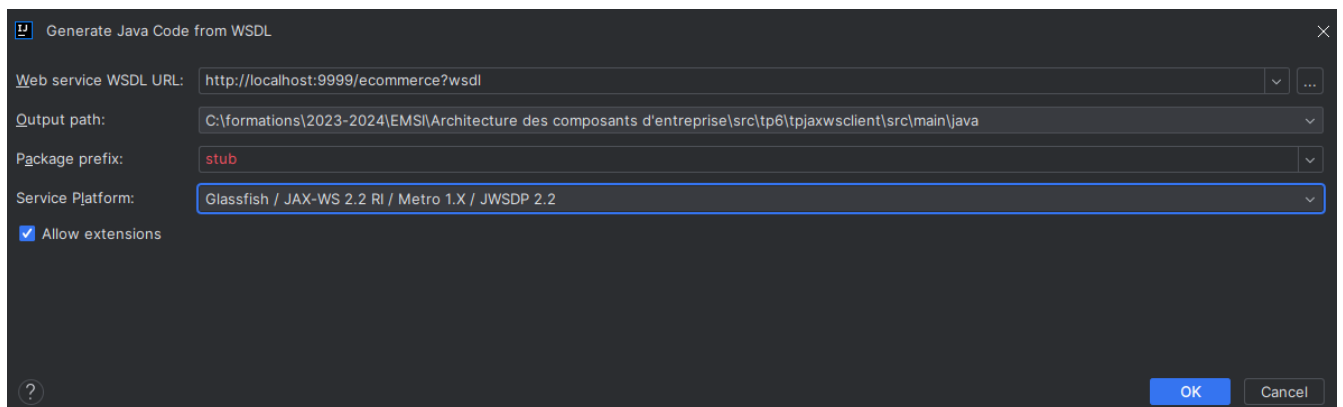 Generate Java Code from WSDL
Web service WSDL URL: http://localhost:9999/ecommerce?wsdl ...
Output path: C:\formations\2023-2024\EMSI\Architecture des composants d'entreprise\src\tp6\tpjaxwsclient\src\main\java
Package prefix: stub
Service Platform: Glassfish / JAX-WS 2.2 RI / Metro 1.X / JWSDP 2.2
Allow extensions
? OK Cancel